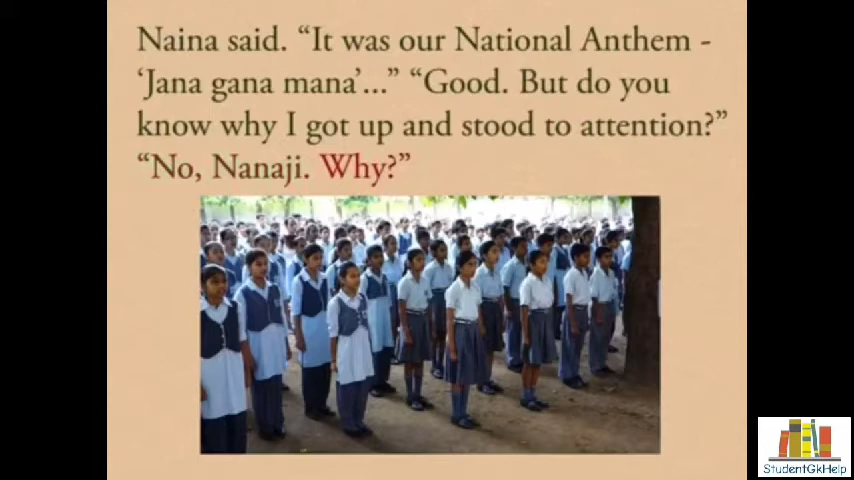 Naina said. “It was our National Anthem -
‘Jana gana mana’...” “Good. But do you
know why I got up and stood to attention?”
“No, Nanaji. Why?”
StudentGkHelp